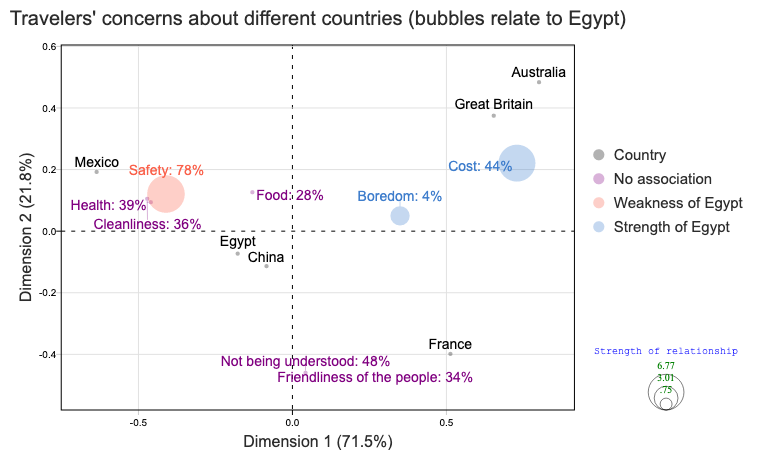 Travelers' concerns about different countries (bubbles relate to Egypt)
0.6
Australia
Great Britain
0.4
Mexico
Safety: 78%
Cost: 44%
0.2
Health: 39%
Food: 28%
Boredom: 4%
Cleanliness: 36%
0.0
Egypt
China
-0.2
France
-0.4
Not being understood: 48%
Friendliness of the people: 34%
-0.5
0.0
0.5
Dimension 1 (71.5%)
Dimension 2 (21.8%)
Country
No association
Weakness of Egypt
Strength of Egypt
Strength of relationship
6.77
3.01
.75